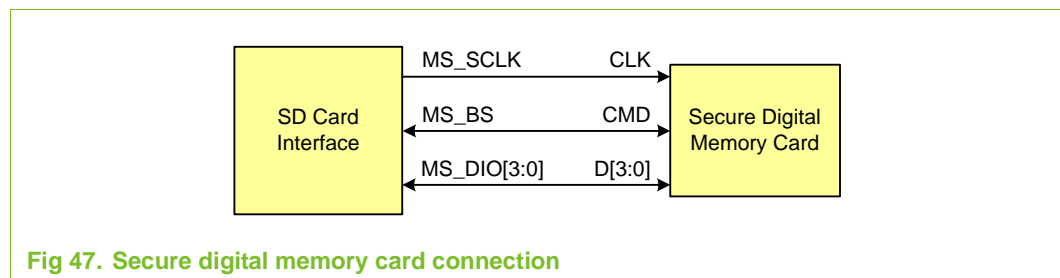 MS_SCLK CLK
SD Card
Interface
MS_BS CMD
Secure Digital
Memory Card
MS_DIO[3:0] D[3:0]
Fig 47. Secure digital memory card connection